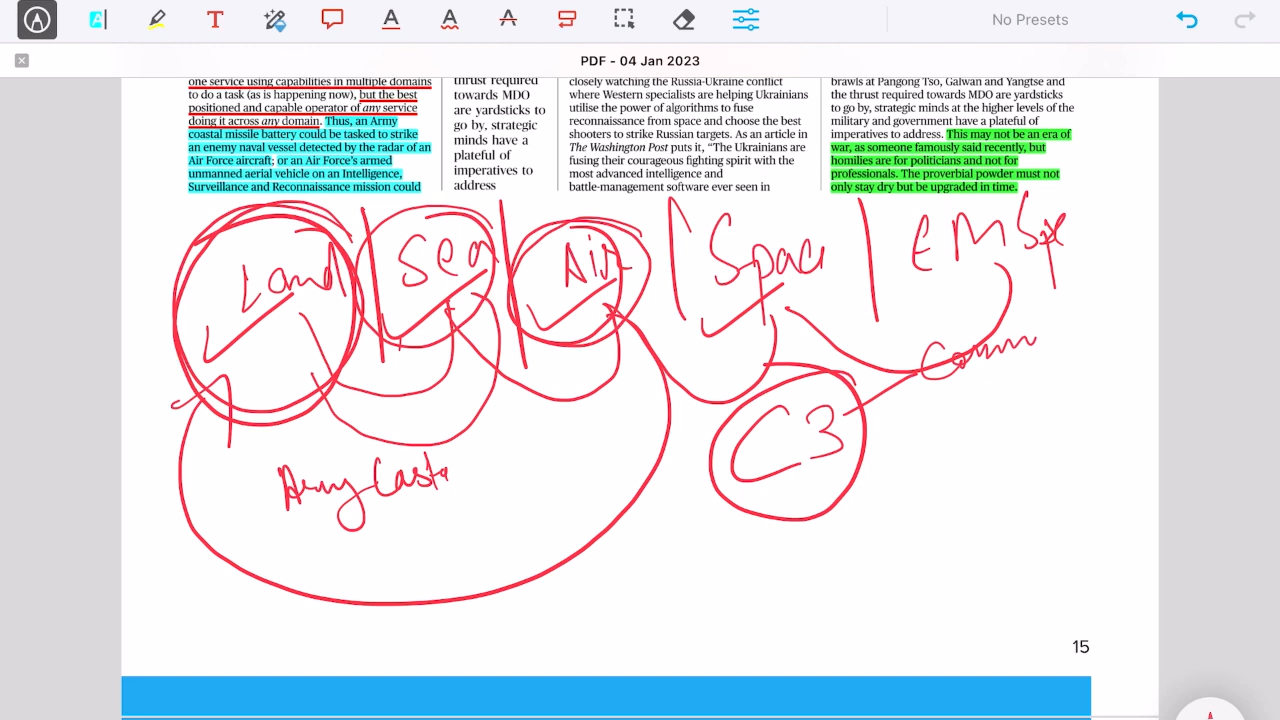 No Presets
PDF - 04 Jan 2023
one service using capabilities in multiple domains
to do a task (as is happening now), but the best
positioned and capable operator of any service
doing it across any domain. Thus, an Army
coastal missile battery could be tasked to strike
an enemy naval vessel detected by the radar of an
Air Force aircraft; or an Air Force's armed
unmanned aerial vehicle on an Intelligence,
Surveillance and Reconnaissance mission could
thrust required
towards MDO
are yardsticks to
go by, strategic
minds have a
plateful of
imperatives to
address
closely watching the Russia-Ukraine conflict
where Western specialists are helping Ukrainians
utilise the power of algorithms to fuse
reconnaissance from space and choose the best
shooters to strike Russian targets. As an article in
The Washington Post puts it, "The Ukrainians are
fusing their courageous fighting spirit with the
most advanced intelligence and
battle-management software ever seen in
brawls at Pangong Tso, Galwan and Yangtse and
the thrust required towards MDO are yardsticks
to go by, strategic minds at the higher levels of the
military and government have a plateful of
imperatives to address. This may not be an era of
war, as someone famously said recently, but
homilies are for politicians and not for
professionals. The proverbial powder must not
only stay dry but be upgraded in time.
Land Sea Air Space EM
Comm
C3
Army
15